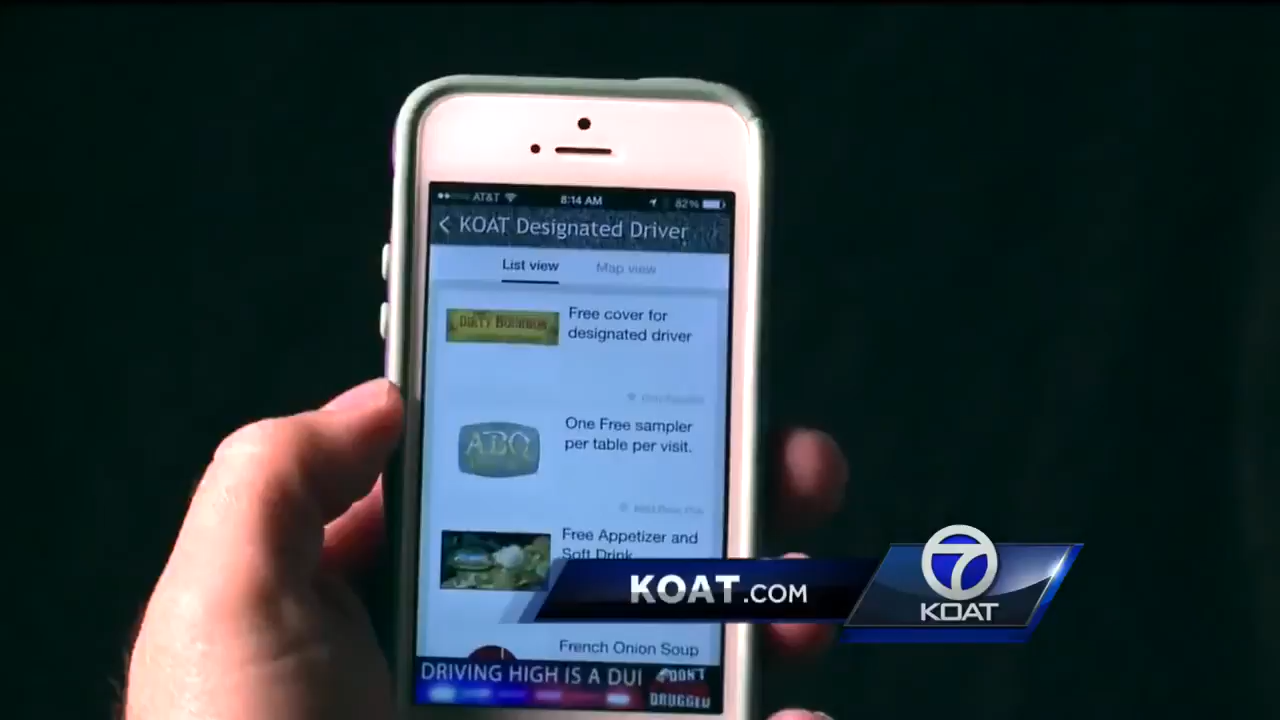 AT&T
8:14 AM
82%
< KOAT Designated Driver
List view
Map view
DIRTY BOURBON
Free cover for
designated driver
ABQ
One Free sampler
per table per visit.
Free Appetizer and
Soft Drink
French Onion Soup
DRIVING HIGH IS A DUI
DON'T
DRUGGED
KOAT.COM
7
KOAT